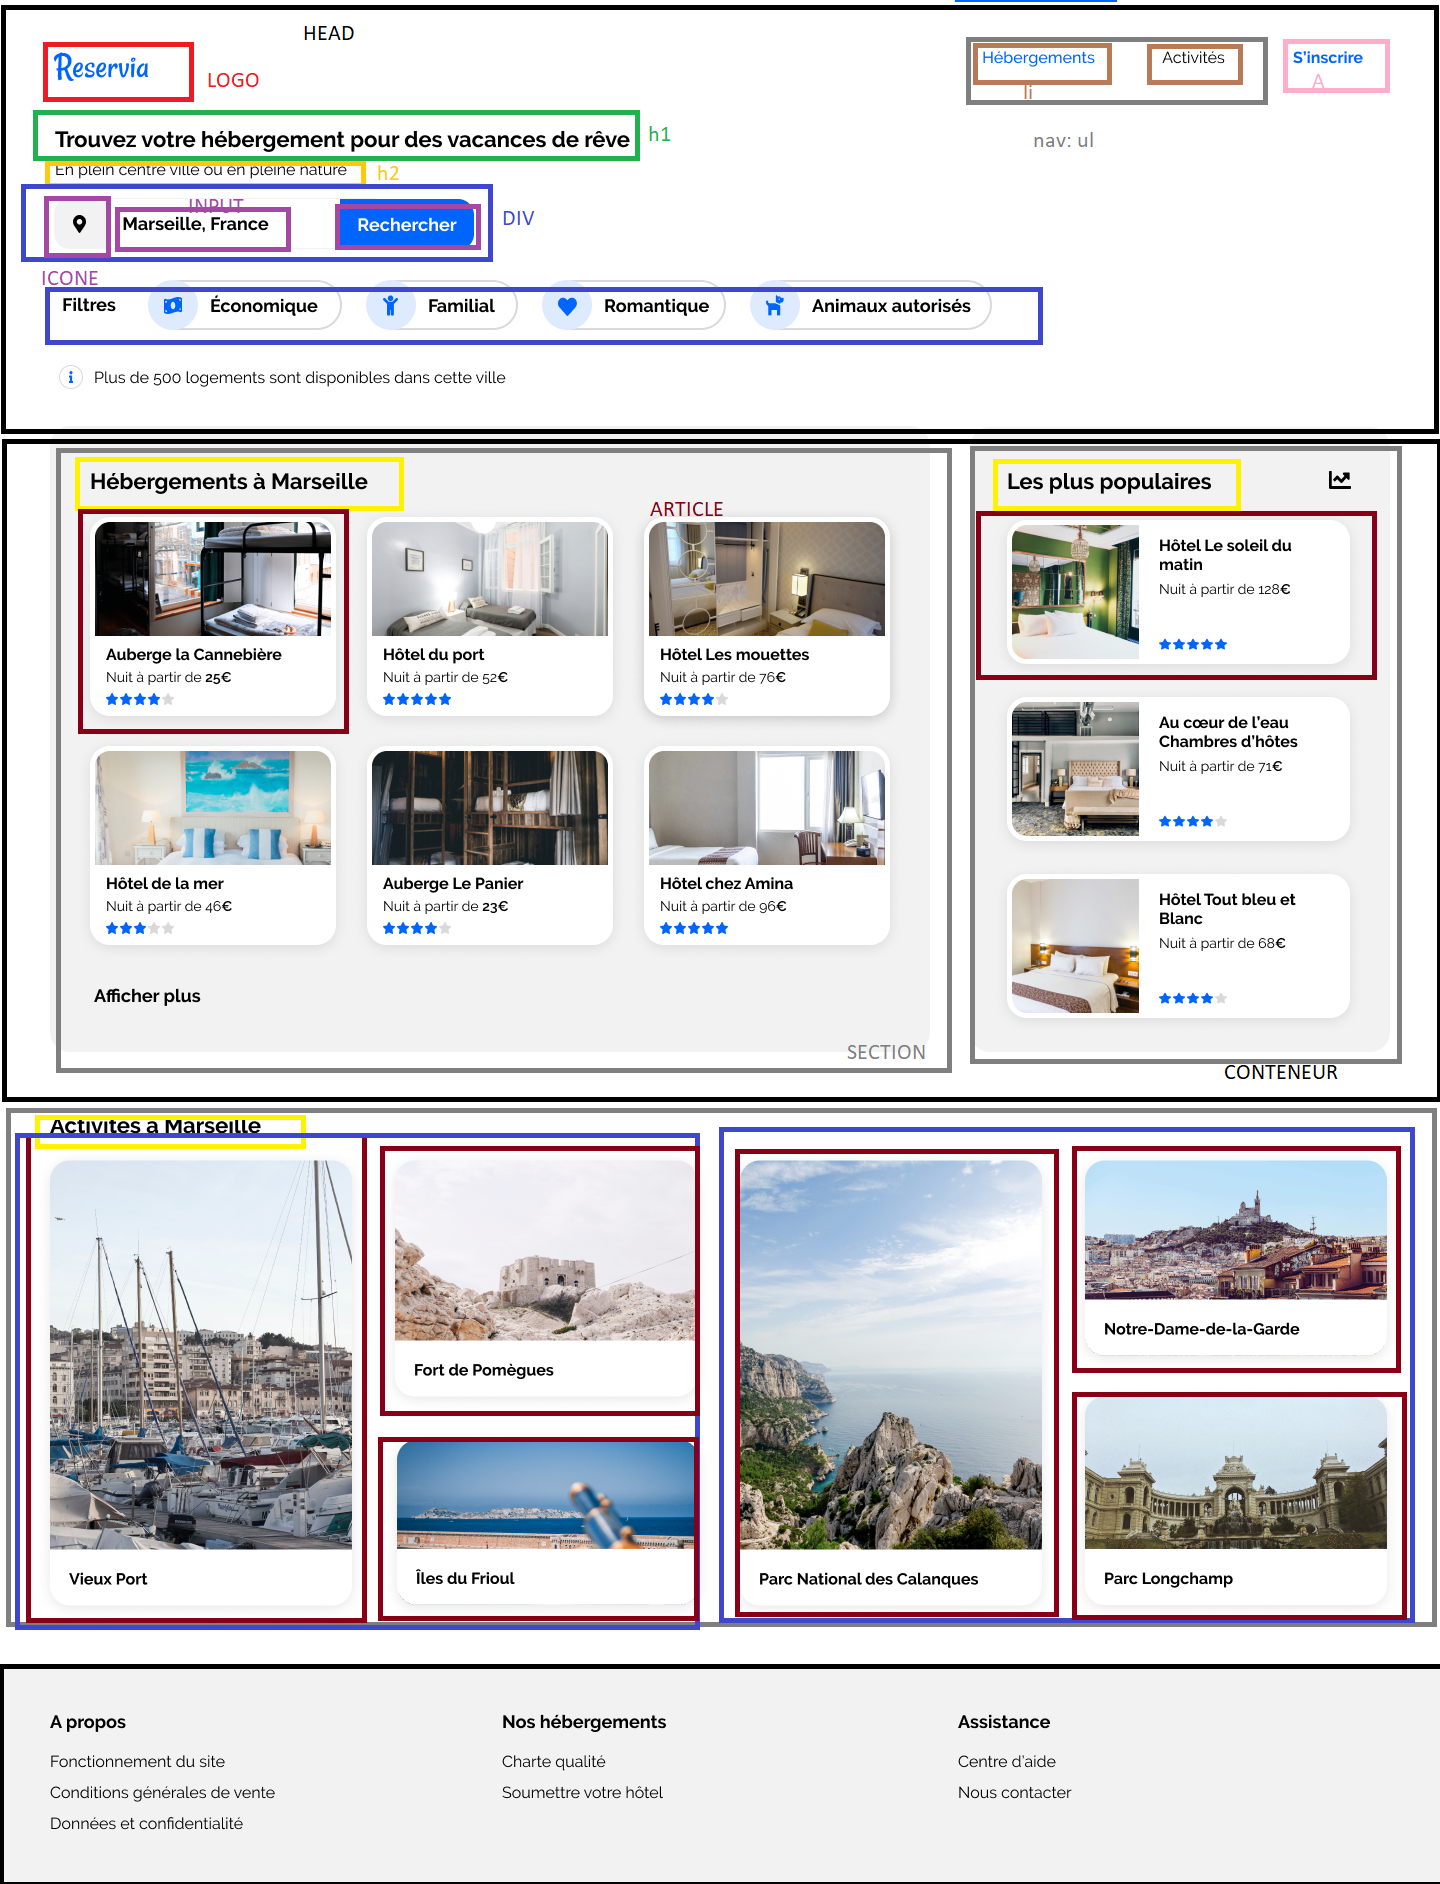 HEAD
Reservia
LOGO
Hébergements
Activités
S'inscrire
li
A
nav: ul
Trouvez votre hébergement pour des vacances de rêve
h1
En plein centre ville ou en pleine nature
h2
INPUT
Marseille, France
Rechercher
DIV
ICONE
Filtres
Économique
Familial
Romantique
Animaux autorisés
Plus de 500 logements sont disponibles dans cette ville
Hébergements à Marseille
ARTICLE
Auberge la Cannebière
Nuit à partir de 25€
Hôtel du port
Nuit à partir de 52€
Hôtel Les mouettes
Nuit à partir de 76€
Hôtel de la mer
Nuit à partir de 46€
Auberge Le Panier
Nuit à partir de 23€
Hôtel chez Amina
Nuit à partir de 96€
Afficher plus
SECTION
Les plus populaires
Hôtel Le soleil du
matin
Nuit à partir de 128€
Au cœur de l'eau
Chambres d'hôtes
Nuit à partir de 71€
Hôtel Tout bleu et
Blanc
Nuit à partir de 68€
CONTENEUR
Activités à Marseille
Vieux Port
Fort de Pomègues
Îles du Frioul
Parc National des Calanques
Notre-Dame-de-la-Garde
Parc Longchamp
A propos
Fonctionnement du site
Conditions générales de vente
Données et confidentialité
Nos hébergements
Charte qualité
Soumettre votre hôtel
Assistance
Centre d'aide
Nous contacter